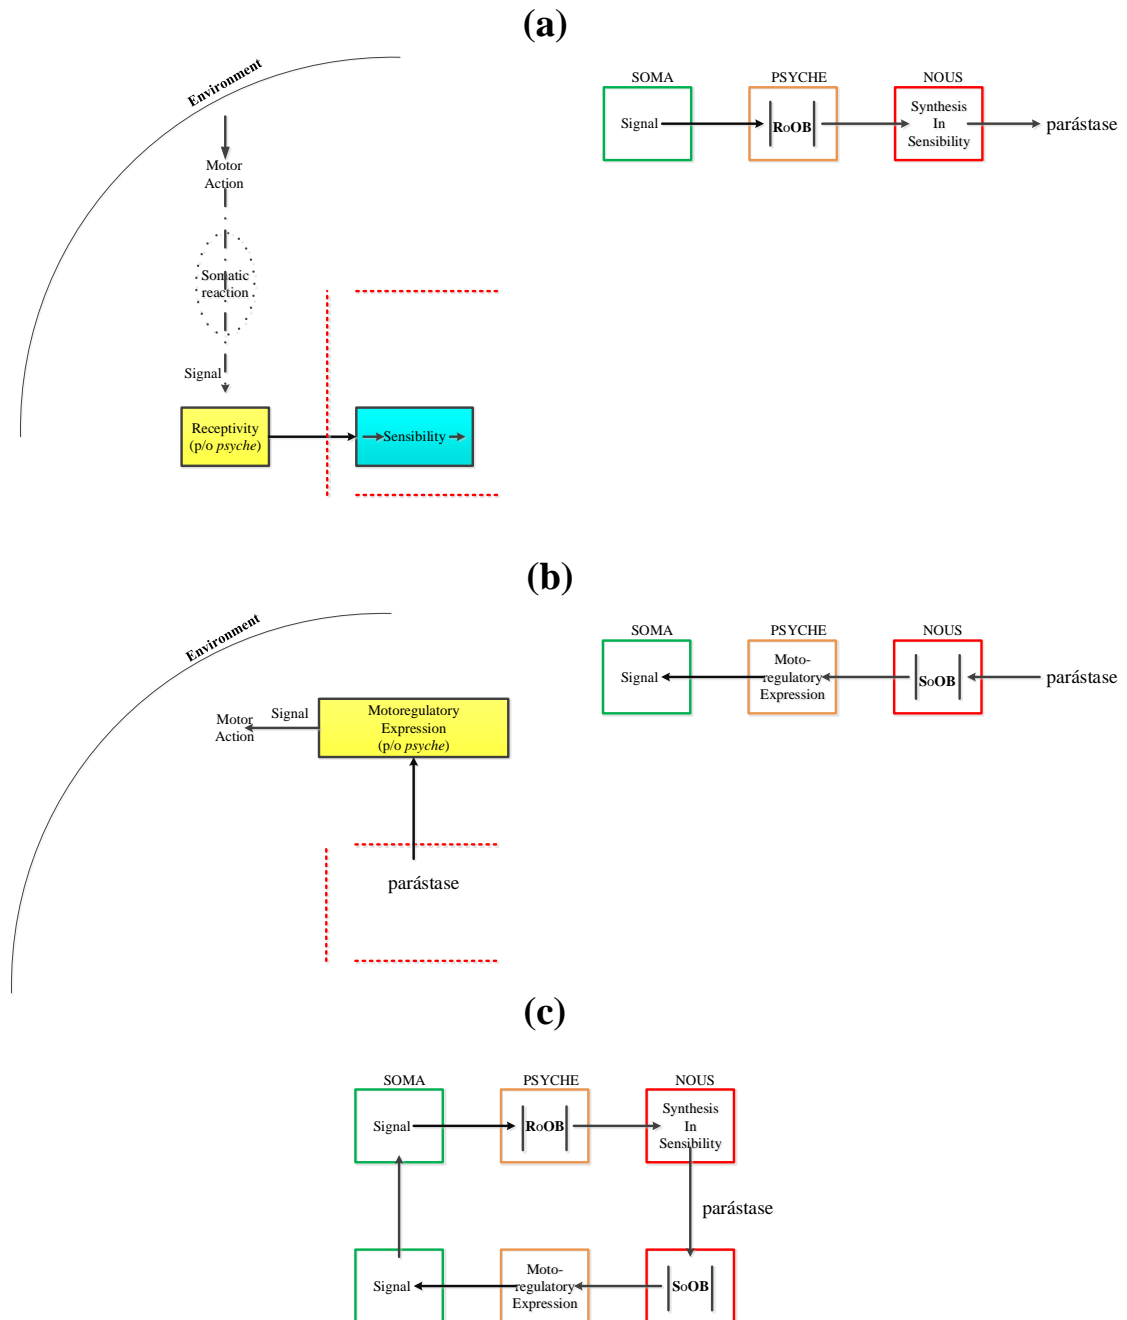 (a)
Environment
SOMA
PSYCHE
NOUS
Signal
RoOB
Synthesis
In
Sensibility
parástase
Motor
Action
Somatic
reaction
Signal
Receptivity
(p/o psyche)
Sensibility
(b)
Environment
SOMA
PSYCHE
NOUS
Signal
Moto-
regulatory
Expression
SoOB
parástase
Motor
Action
Signal
Motoregulatory
Expression
(p/o psyche)
parástase
(c)
SOMA
PSYCHE
NOUS
Signal
RoOB
Synthesis
In
Sensibility
parástase
Signal
Moto-
regulatory
Expression
SoOB